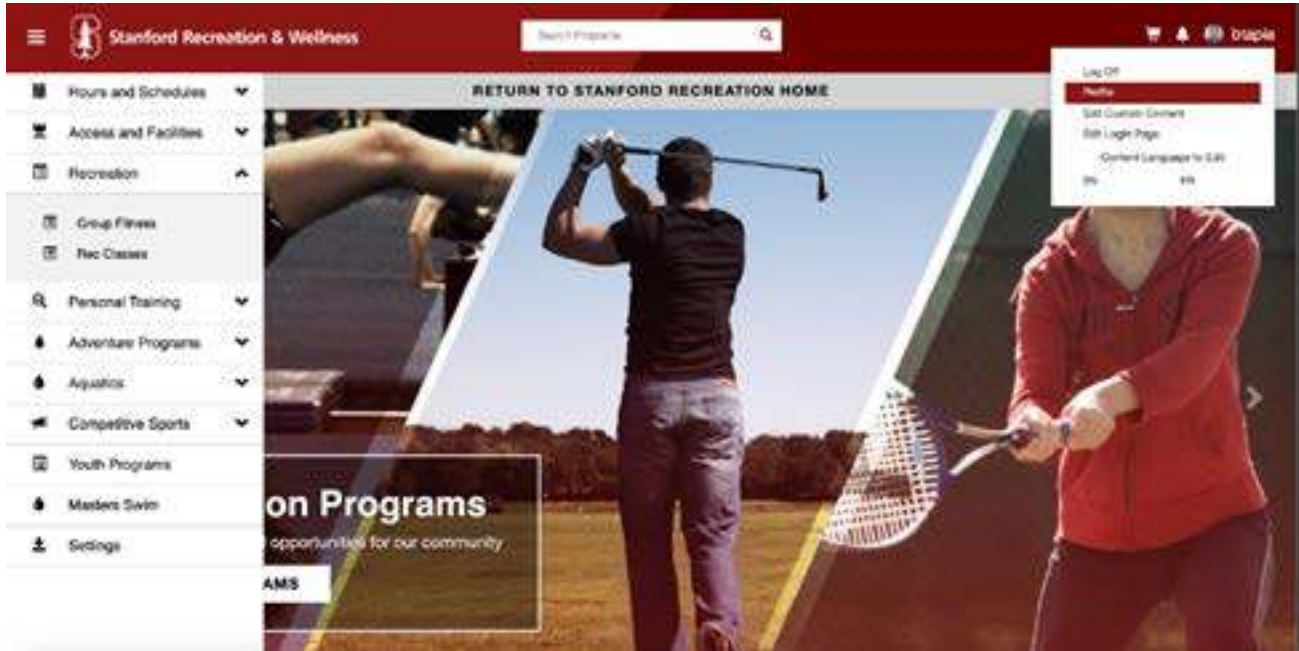 Stanford Recreation & Wellness
Search Programs
btapia
Log Off
Profile
Edit Custom Content
Edit Login Page
Content Language to Edit
RETURN TO STANFORD RECREATION HOME
Hours and Schedules
Access and Facilities
Recreation
Group Fitness
Rec Classes
Personal Training
Adventure Programs
Aquatics
Competitive Sports
Youth Programs
Masters Swim
Settings
on Programs
opportunities for our community
AMS